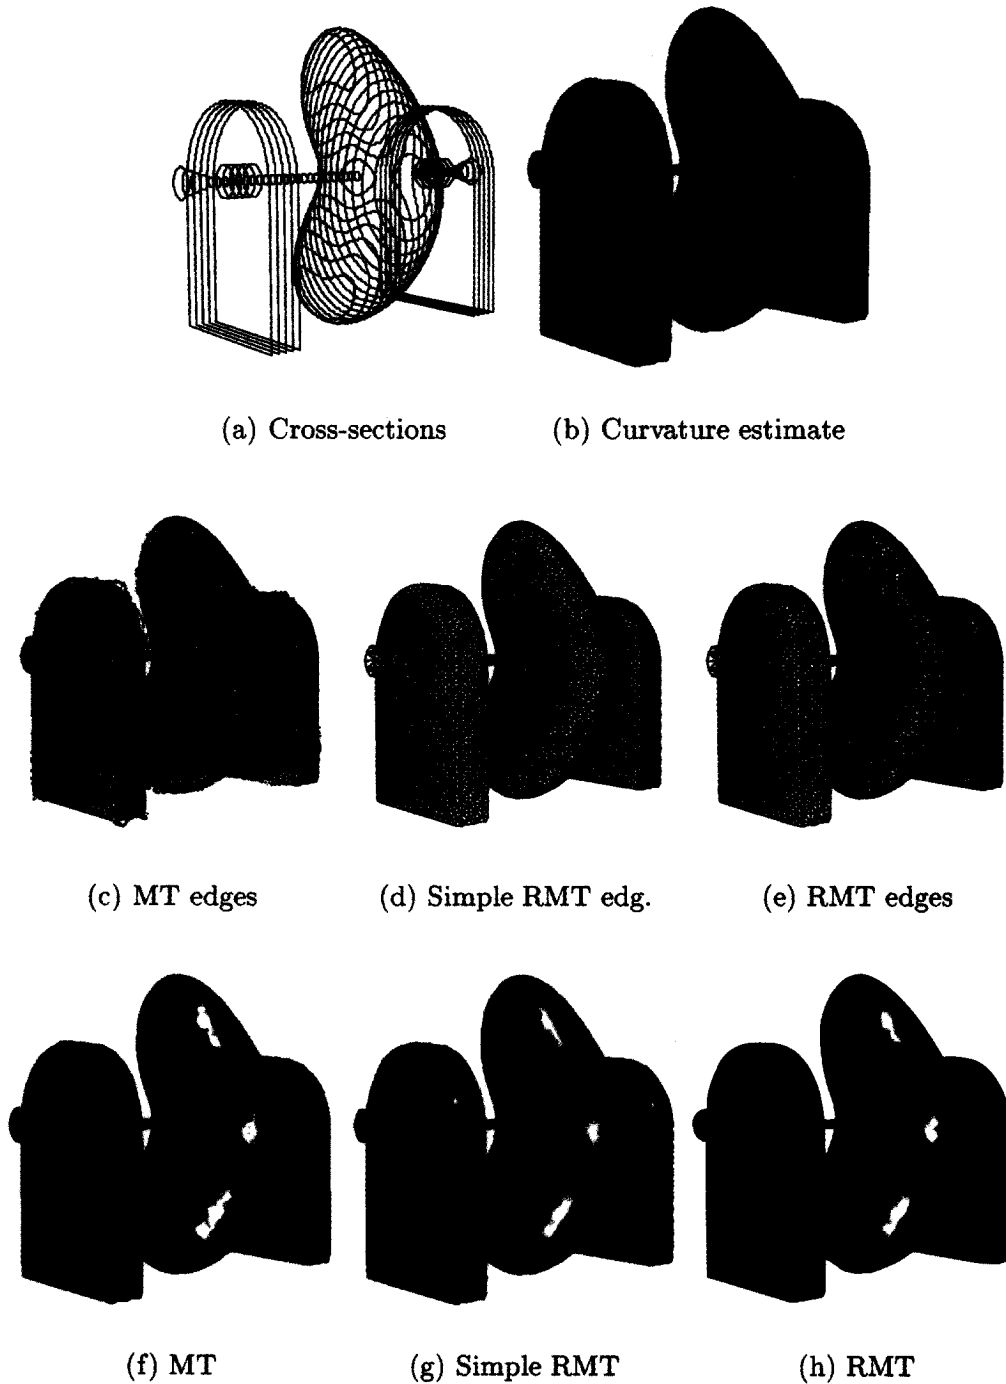 (a) Cross-sections
(b) Curvature estimate
(c) MT edges
(d) Simple RMT edg.
(e) RMT edges
(f) MT
(g) Simple RMT
(h) RMT